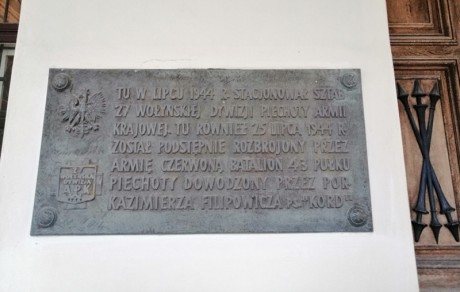 TU W LIPCU 1944 R. STACJONOWAŁ SZTAB
27 WOŁYŃSKIEJ DYWIZJI PIECHOTY ARMII
KRAJOWEJ. TU RÓWNIEŻ 25 LIPCA 1944 R.
ZOSTAŁ PODSTĘPNIE ROZBROJONY PRZEZ
ARMIĘ CZERWONĄ BATALION 43 PUŁKU
PIECHOTY DOWODZONY PRZEZ POR.
KAZIMIERZA FILIPOWICZA PS. "KORD"